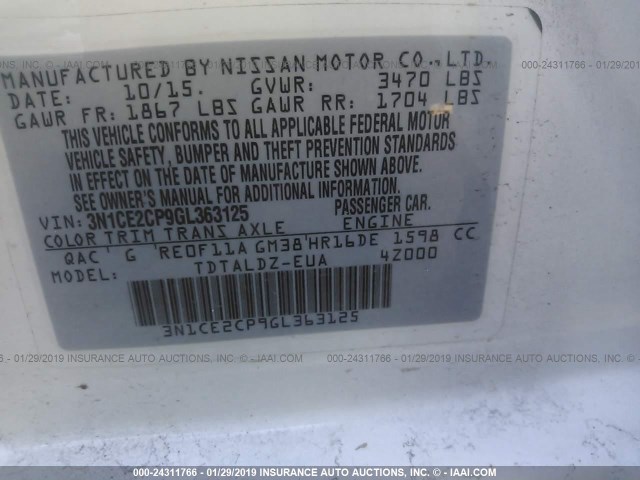 MANUFACTURED BY NISSAN MOTOR CO., LTD.
DATE: 10/15. GVWR: 3470 LBS
GAWR FR: 1867 LBS GAWR RR: 1704 LBS
THIS VEHICLE CONFORMS TO ALL APPLICABLE FEDERAL MOTOR
VEHICLE SAFETY, BUMPER AND THEFT PREVENTION STANDARDS
IN EFFECT ON THE DATE OF MANUFACTURE SHOWN ABOVE.
SEE OWNER'S MANUAL FOR ADDITIONAL INFORMATION.
VIN: 3N1CE2CP9GL363125 PASSENGER CAR.
COLOR TRIM TRANS AXLE ENGINE
QAC G RE0F11A GM38 HR16DE 1598 CC
MODEL: TDTALDZ-EUA 4Z000
3N1CE2CP9GL363125
000-24311766 - 01/29/2019 INSURANCE AUTO AUCTIONS CORP. © - IAAI.COM